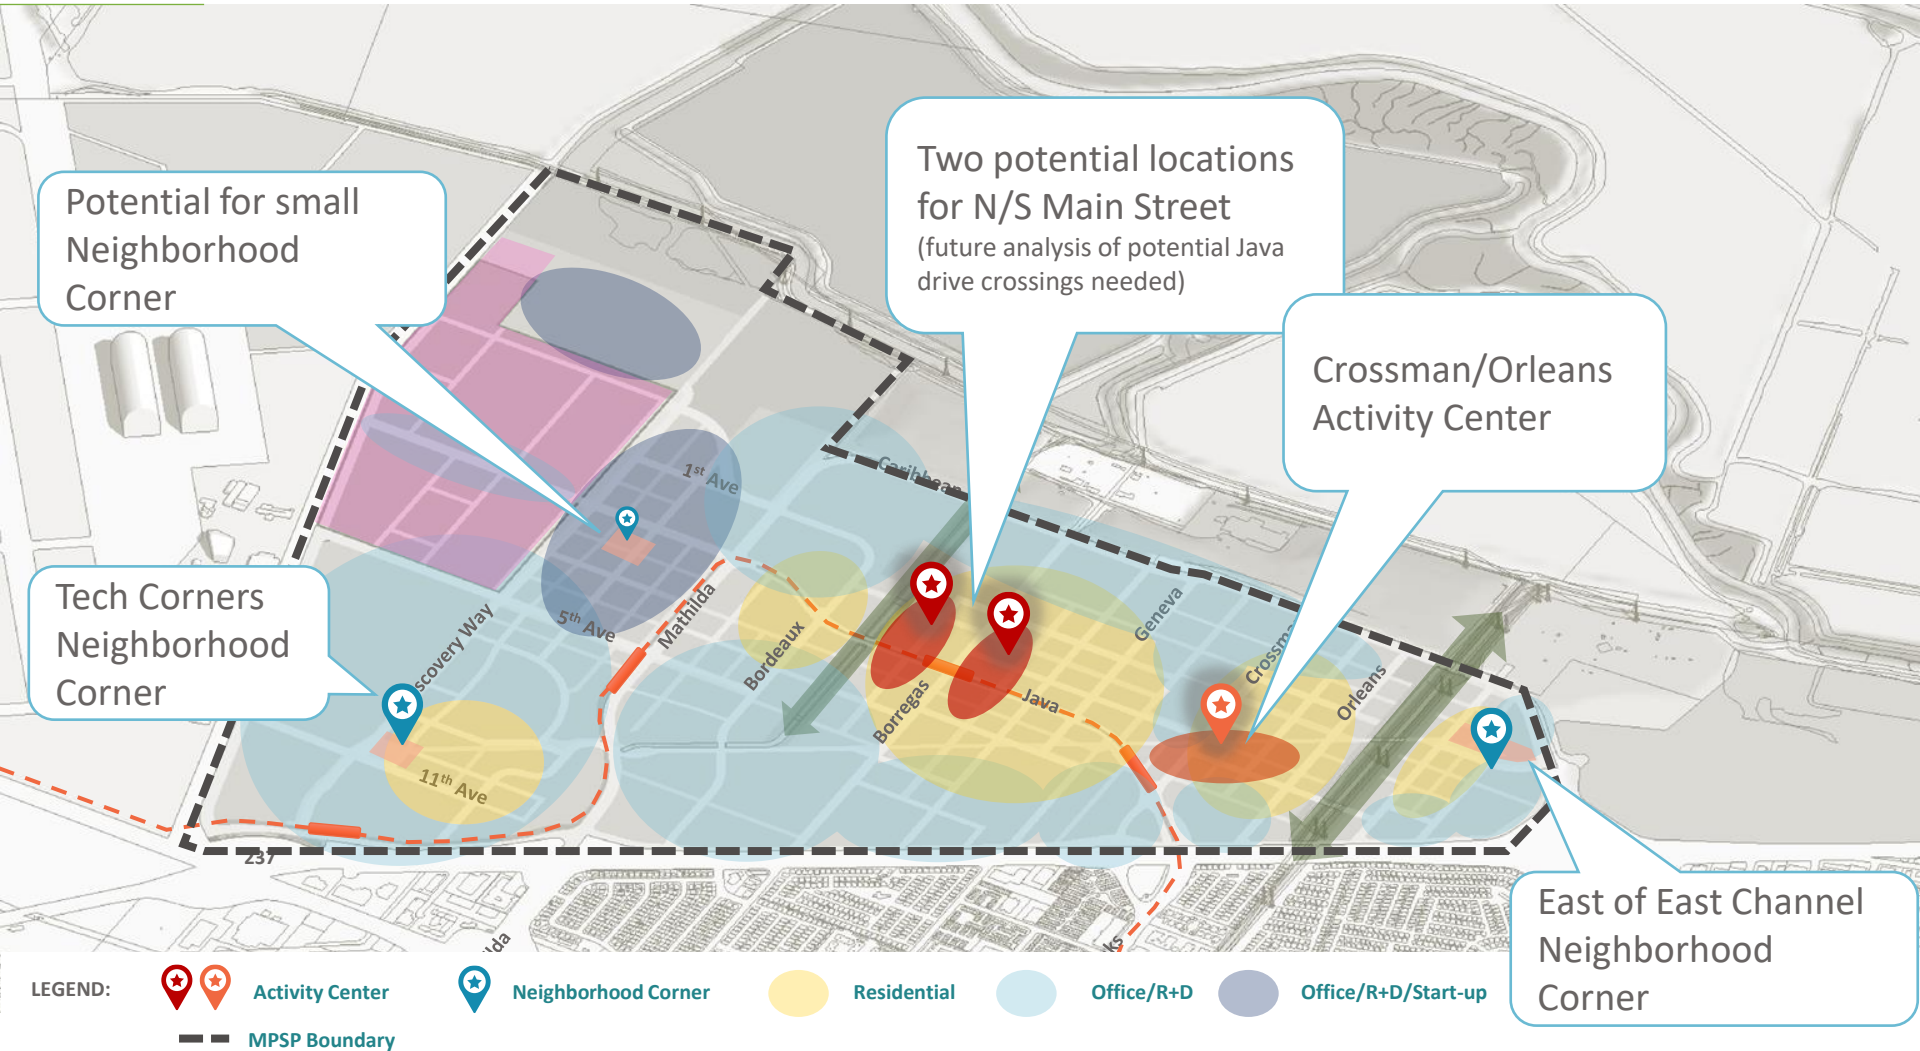 Two potential locations
for N/S Main Street
(future analysis of potential Java
drive crossings needed)
Potential for small
Neighborhood
Corner
Crossman/Orleans
Activity Center
1st Ave
Caribbean
Tech Corners
Neighborhood
Corner
5th Ave
Mathilda
Bordeaux
Geneva
Borregas
Java
Orleans
11th Ave
237
East of East Channel
Neighborhood
Corner
LEGEND:
Activity Center
Neighborhood Corner
Residential
Office/R+D
Office/R+D/Start-up
MPSP Boundary